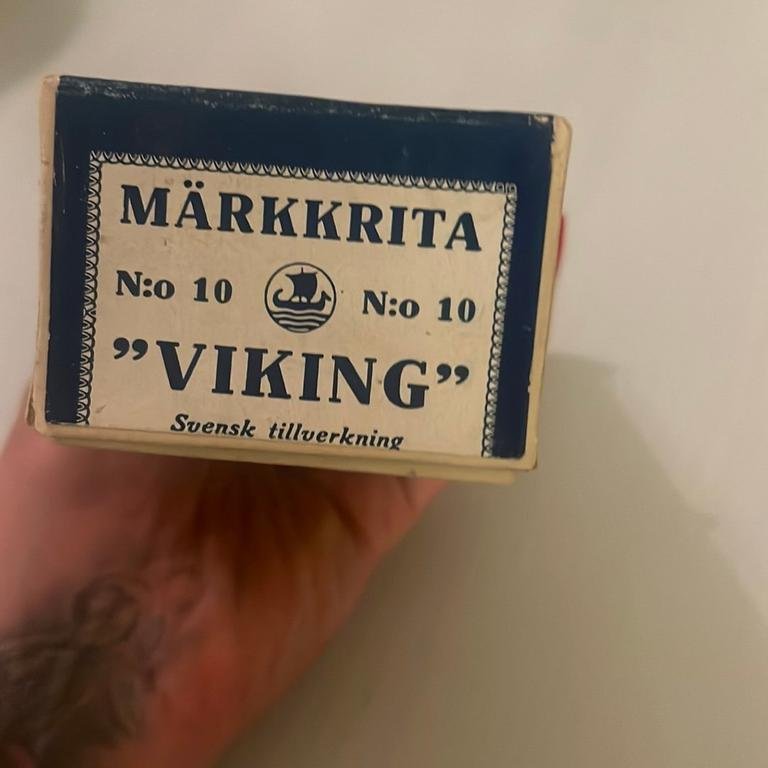 MÄRKKRITA
N:o 10 N:o 10
”VIKING”
Svensk tillverkning